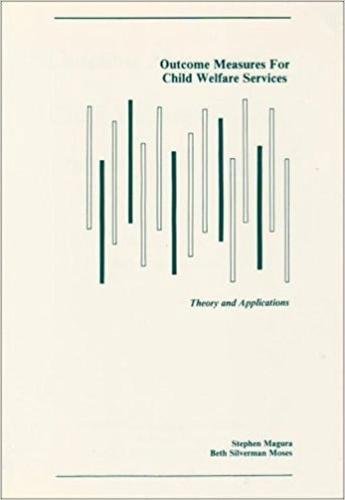 Outcome Measures For
Child Welfare Services
Theory and Applications
Stephen Magura
Beth Silverman Moses